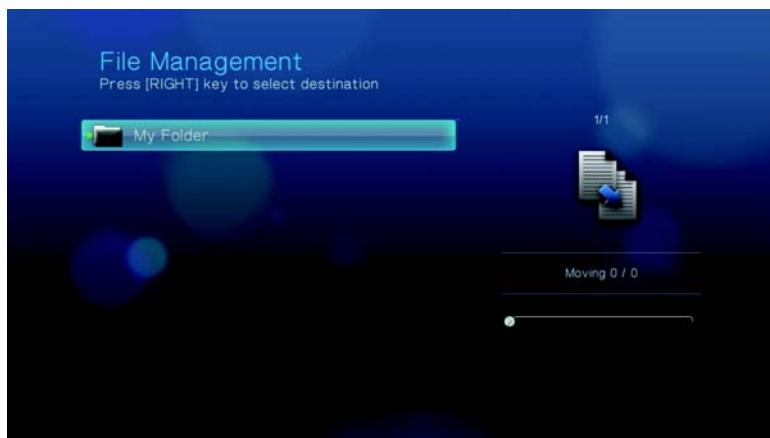 File Management
Press [RIGHT] key to select destination
My Folder
1/1
Moving 0 / 0